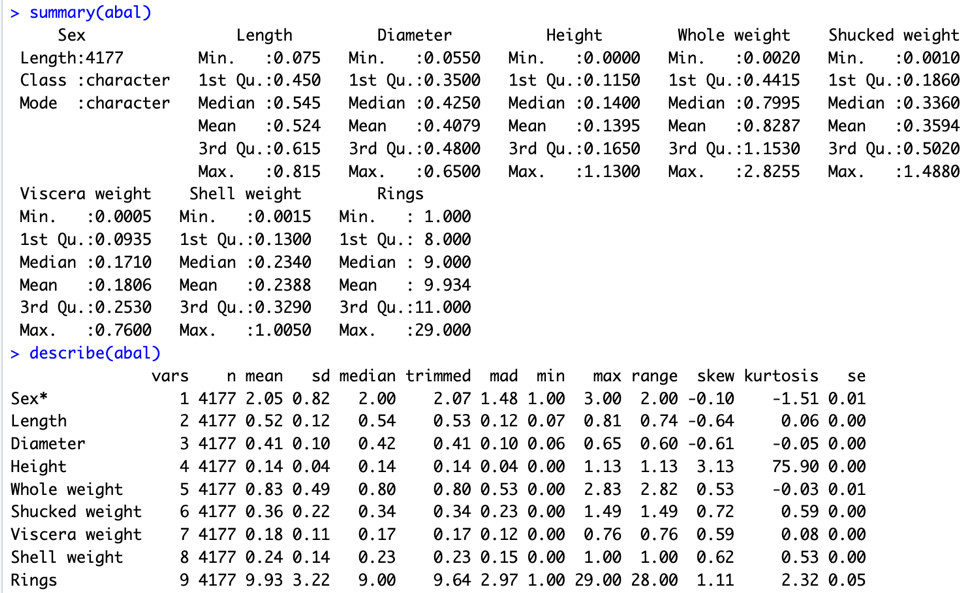 > summary(abal)
     Sex                Length         Diameter          Height        Whole weight    Shucked weight
 Length:4177        Min.   :0.075   Min.   :0.0550   Min.   :0.0000   Min.   :0.0020   Min.   :0.0010
 Class :character   1st Qu.:0.450   1st Qu.:0.3500   1st Qu.:0.1150   1st Qu.:0.4415   1st Qu.:0.1860
 Mode  :character   Median :0.545   Median :0.4250   Median :0.1400   Median :0.7995   Median :0.3360
                    Mean   :0.524   Mean   :0.4079   Mean   :0.1395   Mean   :0.8287   Mean   :0.3594
                    3rd Qu.:0.615   3rd Qu.:0.4800   3rd Qu.:0.1650   3rd Qu.:1.1530   3rd Qu.:0.5020
                    Max.   :0.815   Max.   :0.6500   Max.   :1.1300   Max.   :2.8255   Max.   :1.4880
 Viscera weight    Shell weight        Rings
 Min.   :0.0005   Min.   :0.0015   Min.   : 1.000
 1st Qu.:0.0935   1st Qu.:0.1300   1st Qu.: 8.000
 Median :0.1710   Median :0.2340   Median : 9.000
 Mean   :0.1806   Mean   :0.2388   Mean   : 9.934
 3rd Qu.:0.2530   3rd Qu.:0.3290   3rd Qu.:11.000
 Max.   :0.7600   Max.   :1.0050   Max.   :29.000
> describe(abal)
               vars    n mean   sd median trimmed  mad  min   max range  skew kurtosis   se
Sex*              1 4177 2.05 0.82   2.00    2.07 1.48 1.00  3.00  2.00 -0.10    -1.51 0.01
Length            2 4177 0.52 0.12   0.54    0.53 0.12 0.07  0.81  0.74 -0.64     0.06 0.00
Diameter          3 4177 0.41 0.10   0.42    0.41 0.10 0.06  0.65  0.60 -0.61    -0.05 0.00
Height            4 4177 0.14 0.04   0.14    0.14 0.04 0.00  1.13  1.13  3.13    75.90 0.00
Whole weight      5 4177 0.83 0.49   0.80    0.80 0.53 0.00  2.83  2.82  0.53    -0.03 0.01
Shucked weight    6 4177 0.36 0.22   0.34    0.34 0.23 0.00  1.49  1.49  0.72     0.59 0.00
Viscera weight    7 4177 0.18 0.11   0.17    0.17 0.12 0.00  0.76  0.76  0.59     0.08 0.00
Shell weight      8 4177 0.24 0.14   0.23    0.23 0.15 0.00  1.00  1.00  0.62     0.53 0.00
Rings             9 4177 9.93 3.22   9.00    9.64 2.97 1.00 29.00 28.00  1.11     2.32 0.05